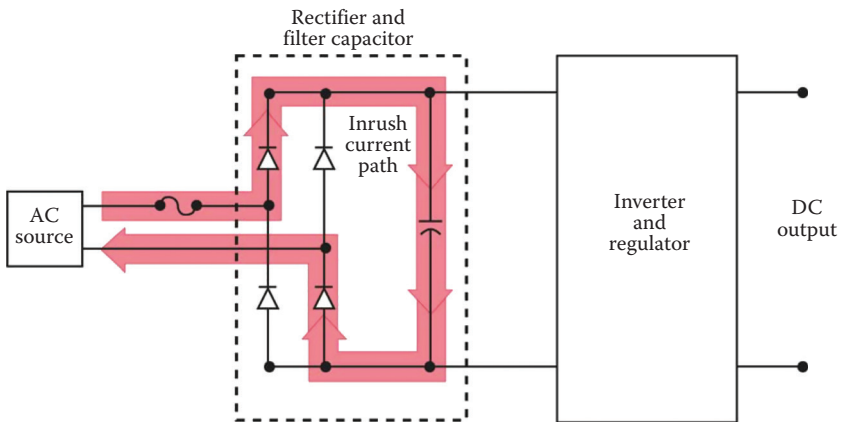 Rectifier and
filter capacitor
Inrush
current path
AC
source
Inverter
and
regulator
DC
output